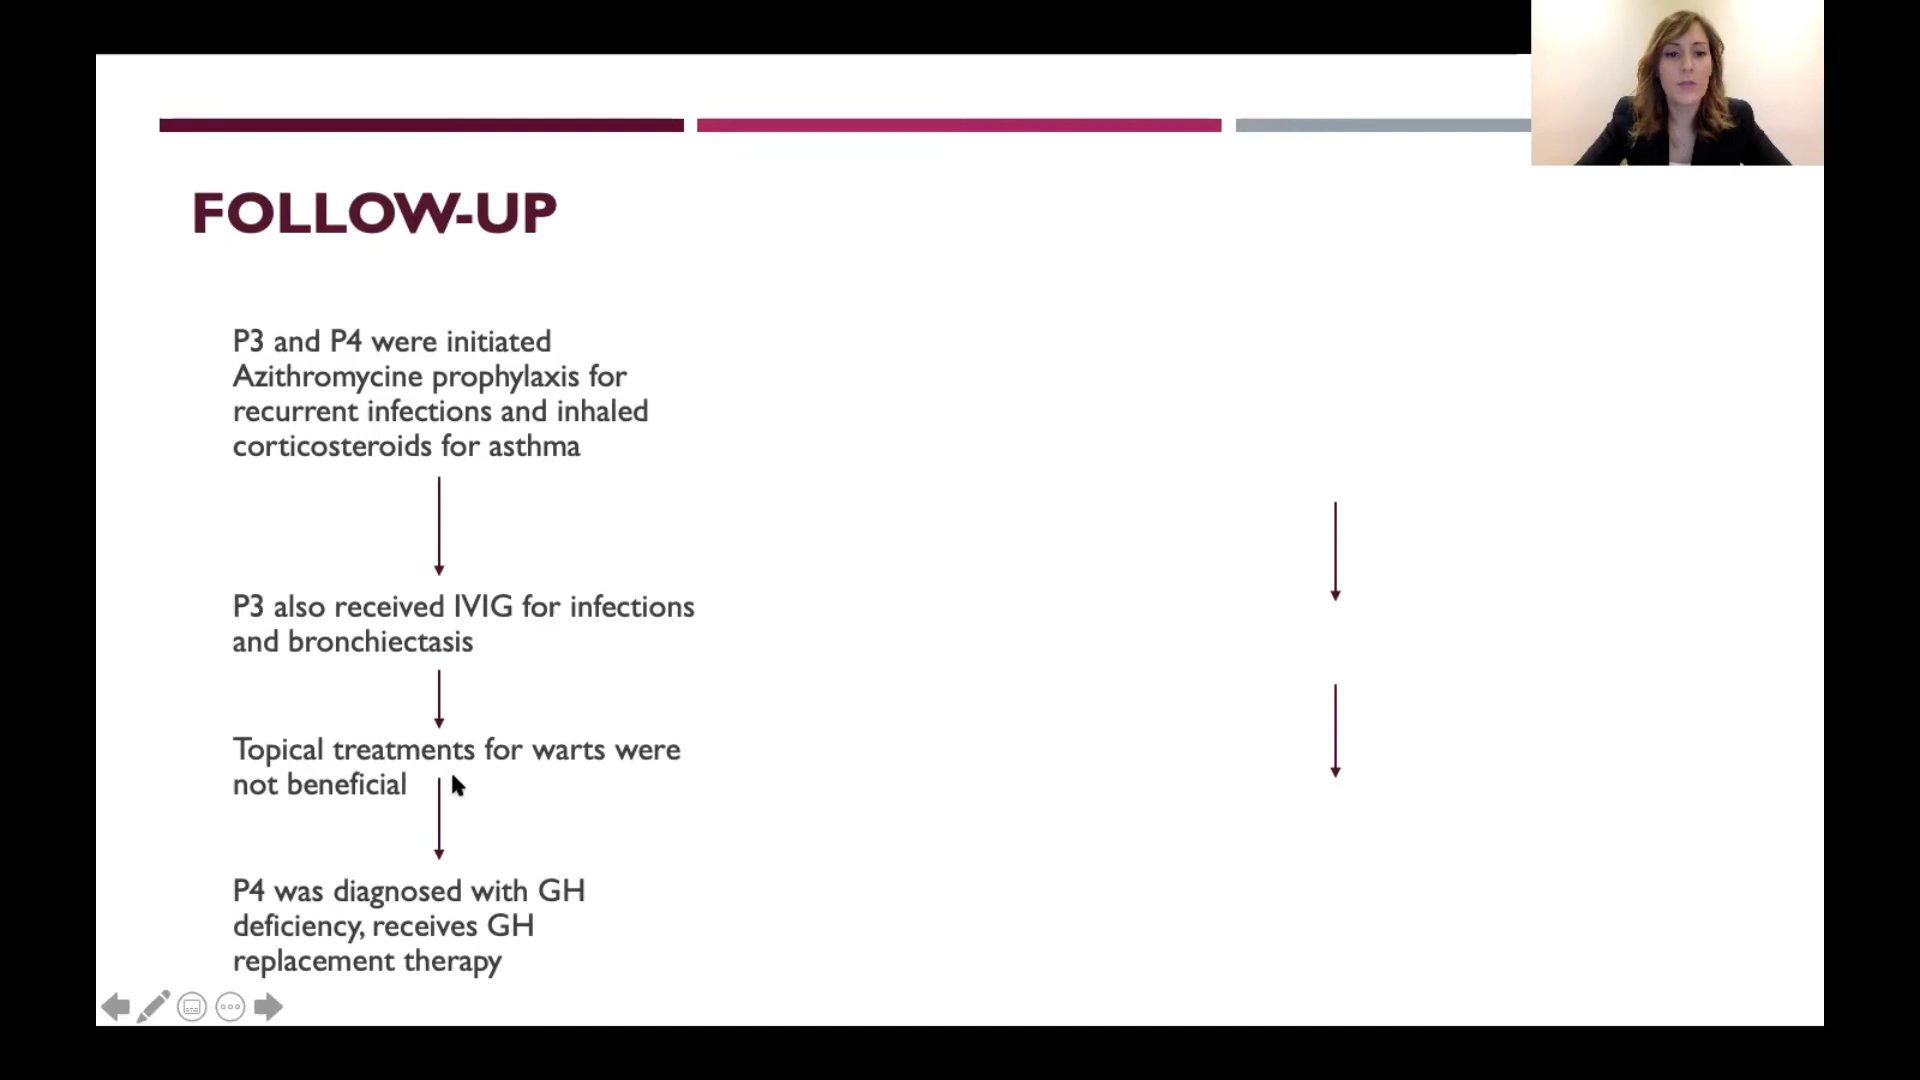 FOLLOW-UP
P3 and P4 were initiated
Azithromycine prophylaxis for
recurrent infections and inhaled
corticosteroids for asthma
P3 also received IVIG for infections
and bronchiectasis
Topical treatments for warts were
not beneficial
P4 was diagnosed with GH
deficiency, receives GH
replacement therapy